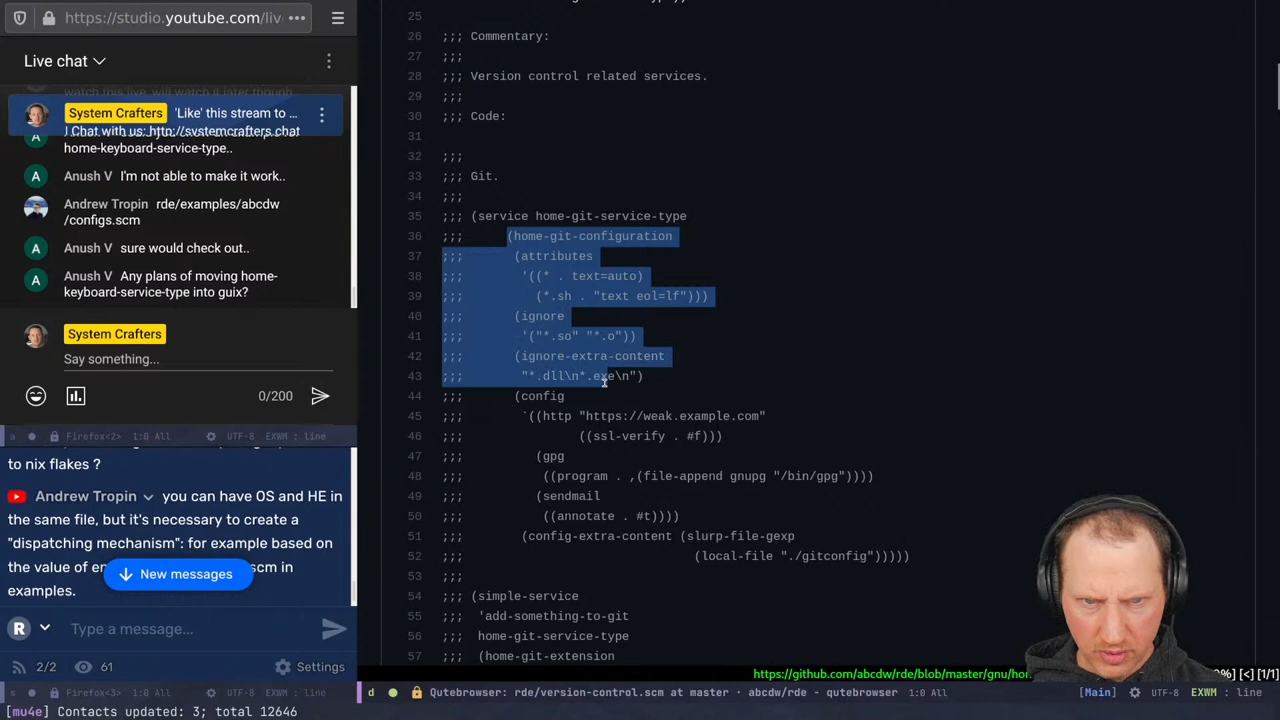 https://studio.youtube.com/liv
Live chat
System Crafters 'Like' this stream to ...
! Chat with us: http://systemcrafters.chat
home-keyboard-service-type..
A Anush V I'm not able to make it work..
Andrew Tropin rde/examples/abcdw
/configs.scm
A Anush V sure would check out..
A Anush V Any plans of moving home-
keyboard-service-type into guix?
System Crafters
Say something...
0/200
a Firefox<2> 1:0 All UTF-8 EXWM : line
to nix flakes ?
Andrew Tropin you can have OS and HE in
the same file, but it's necessary to create a
"dispatching mechanism": for example based on
the value of
scm in
New messages
examples.
R Type a message...
2/2 61 Settings
s Firefox<3> 1:0 All UTF-8 EXWM : line
[mu4e] Contacts updated: 3; total 12646
25
26 ;;; Commentary:
27 ;;;
28 ;;; Version control related services.
29 ;;;
30 ;;; Code:
31
32 ;;;
33 ;;; Git.
34 ;;;
35 ;;; (service home-git-service-type
36 ;;; (home-git-configuration
37 ;;; (attributes
38 ;;; '((* . text=auto)
39 ;;; (*.sh . "text eol=lf")))
40 ;;; (ignore
41 ;;; '("*.so" "*.o"))
42 ;;; (ignore-extra-content
43 ;;; "*.dll\n*.exe\n")
44 ;;; (config
45 ;;; `((http "https://weak.example.com"
46 ;;; ((ssl-verify . #f)))
47 ;;; (gpg
48 ;;; ((program . ,(file-append gnupg "/bin/gpg"))))
49 ;;; (sendmail
50 ;;; ((annotate . #t))))
51 ;;; (config-extra-content (slurp-file-gexp
52 ;;; (local-file "./gitconfig")))))
53 ;;;
54 ;;; (simple-service
55 ;;; 'add-something-to-git
56 ;;; home-git-service-type
57 ;;; (home-git-extension
https://github.com/abcdw/rde/blob/master/gnu/hor %] [<] [1/1]
d Qutebrowser: rde/version-control.scm at master · abcdw/rde - qutebrowser 1:0 All [Main] UTF-8 EXWM : line